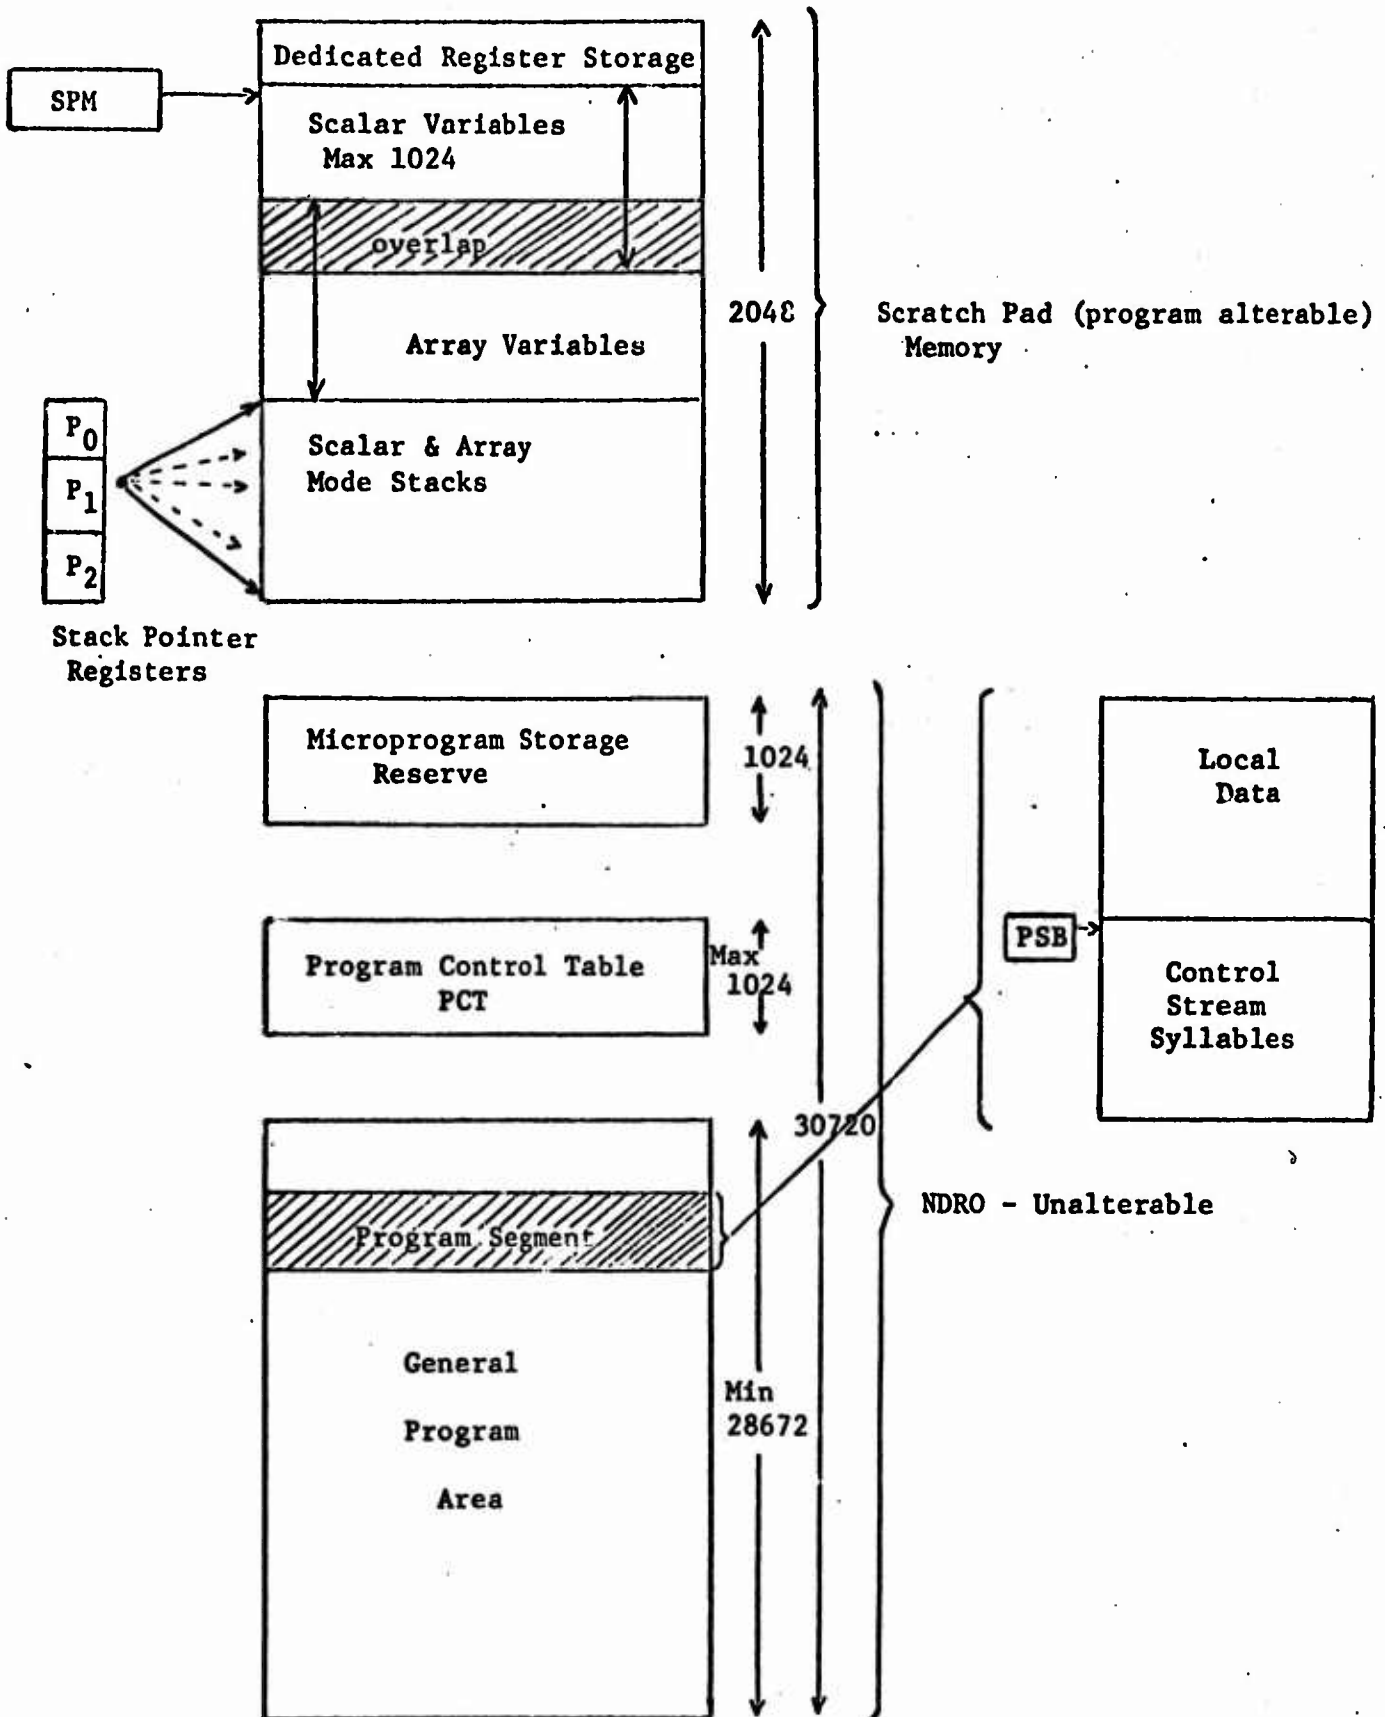 Dedicated Register Storage
SPM
Scalar Variables
Max 1024
overlap
2048
Scratch Pad (program alterable)
Memory
Array Variables
P0
P1
P2
Scalar & Array
Mode Stacks
Stack Pointer
Registers
Microprogram Storage
Reserve
1024
Local
Data
PSB
Program Control Table
PCT
Max
1024
Control
Stream
Syllables
30720
NDRO - Unalterable
Program Segment
General
Program
Area
Min
28672